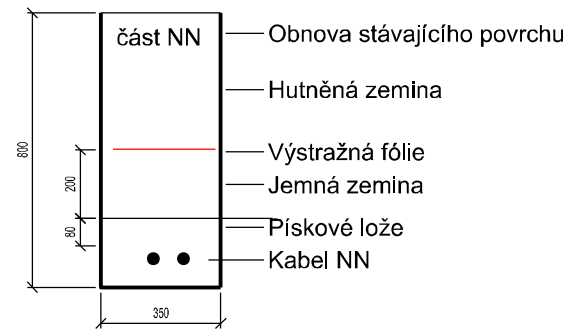 část NN
Obnova stávajícího povrchu
Hutněná zemina
Výstražná fólie
Jemná zemina
Pískové lože
Kabel NN
800
200
80
350